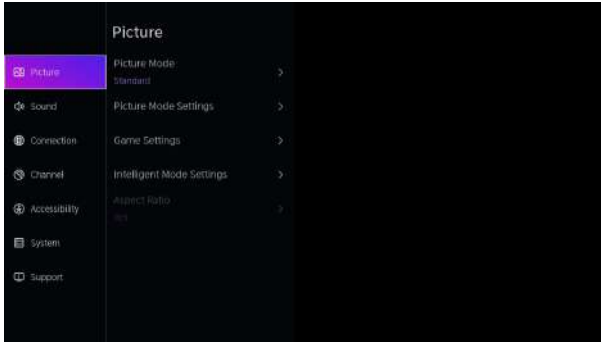 Picture
Picture
Picture Mode
Standard
Sound
Picture Mode Settings
Connection
Game Settings
Channel
Intelligent Mode Settings
Accessibility
Aspect Ratio
System
Support